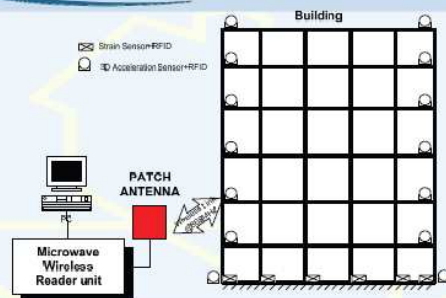 Building
Strain Sensor+RFID
3D Acceleration Sensor+RFID
PATCH
ANTENNA
PC
Microwave
Wireless
Reader unit